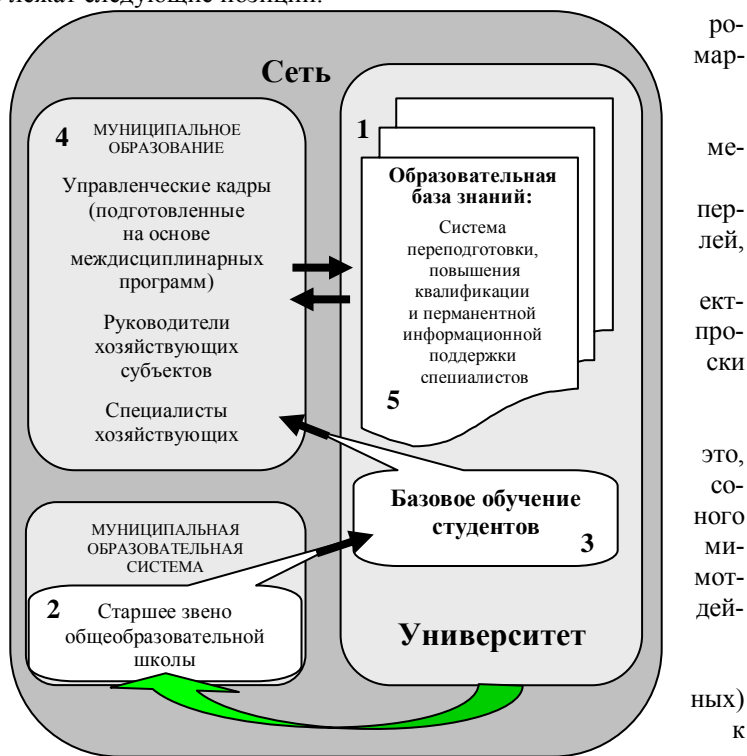 лежат следующие позиции:
Сеть
4 МУНИЦИПАЛЬНОЕ
ОБРАЗОВАНИЕ
Управленческие кадры
(подготовленные
на основе
междисциплинарных
программ)
Руководители
хозяйствующих
субъектов
Специалисты
хозяйствующих
1
Образовательная
база знаний:
Система
переподготовки,
повышения
квалификации
и перманентной
информационной
поддержки
специалистов
5
Базовое обучение
студентов
3
МУНИЦИПАЛЬНАЯ
ОБРАЗОВАТЕЛЬНАЯ
СИСТЕМА
2 Старшее звено
общеобразовательной
школы
Университет
ро-
мар-
ме-
пер-
лей,
ект-
про-
ски
это,
со-
ного
ми-
мот-
дей-
ных)
к